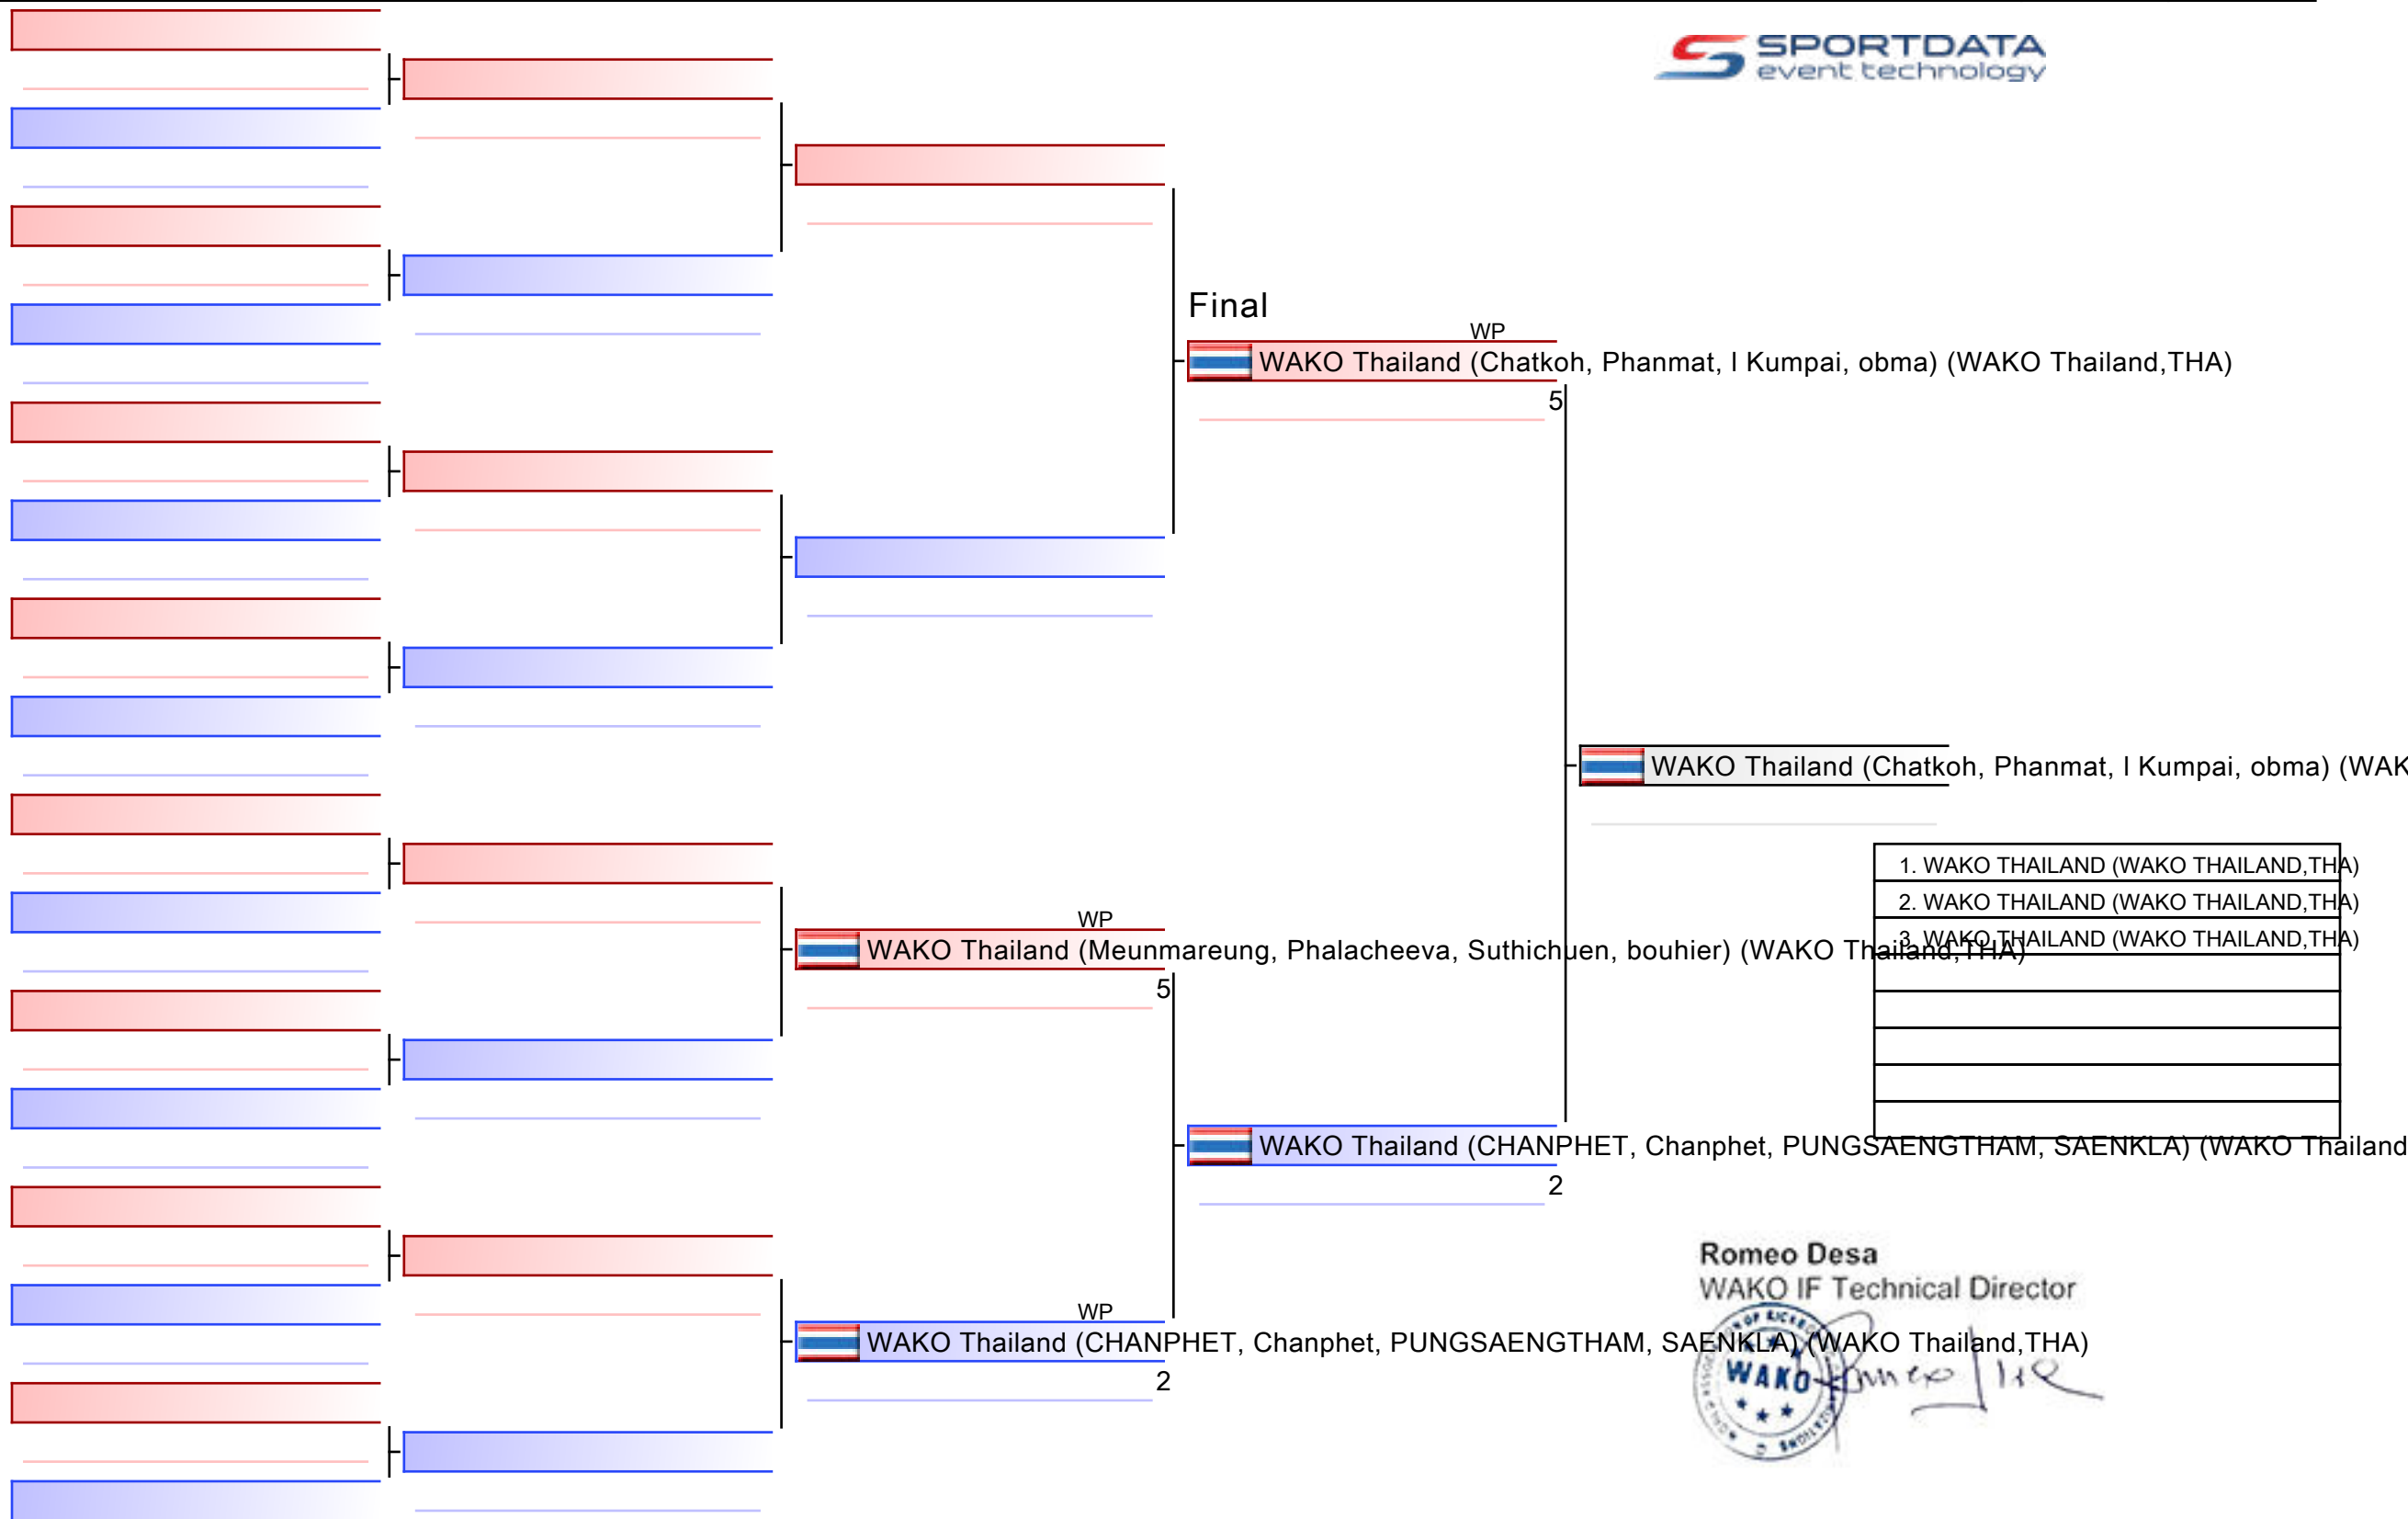 SPORTDATA
event technology
Final
WP
WAKO Thailand (Chatkoh, Phanmat, l Kumpai, obma) (WAKO Thailand,THA)
5
WAKO Thailand (Chatkoh, Phanmat, l Kumpai, obma) (WAK
1. WAKO THAILAND (WAKO THAILAND,THA)
2. WAKO THAILAND (WAKO THAILAND,THA)
3. WAKO THAILAND (WAKO THAILAND,THA)
WP
WAKO Thailand (Meunmareung, Phalacheeva, Suthichuen, bouhier) (WAKO Thailand,THA)
5
WAKO Thailand (CHANPHET, Chanphet, PUNGSAENGTHAM, SAENKLA) (WAKO Thailand
2
Romeo Desa
WAKO IF Technical Director
WP
WAKO Thailand (CHANPHET, Chanphet, PUNGSAENGTHAM, SAENKLA) (WAKO Thailand,THA)
2
WAKO